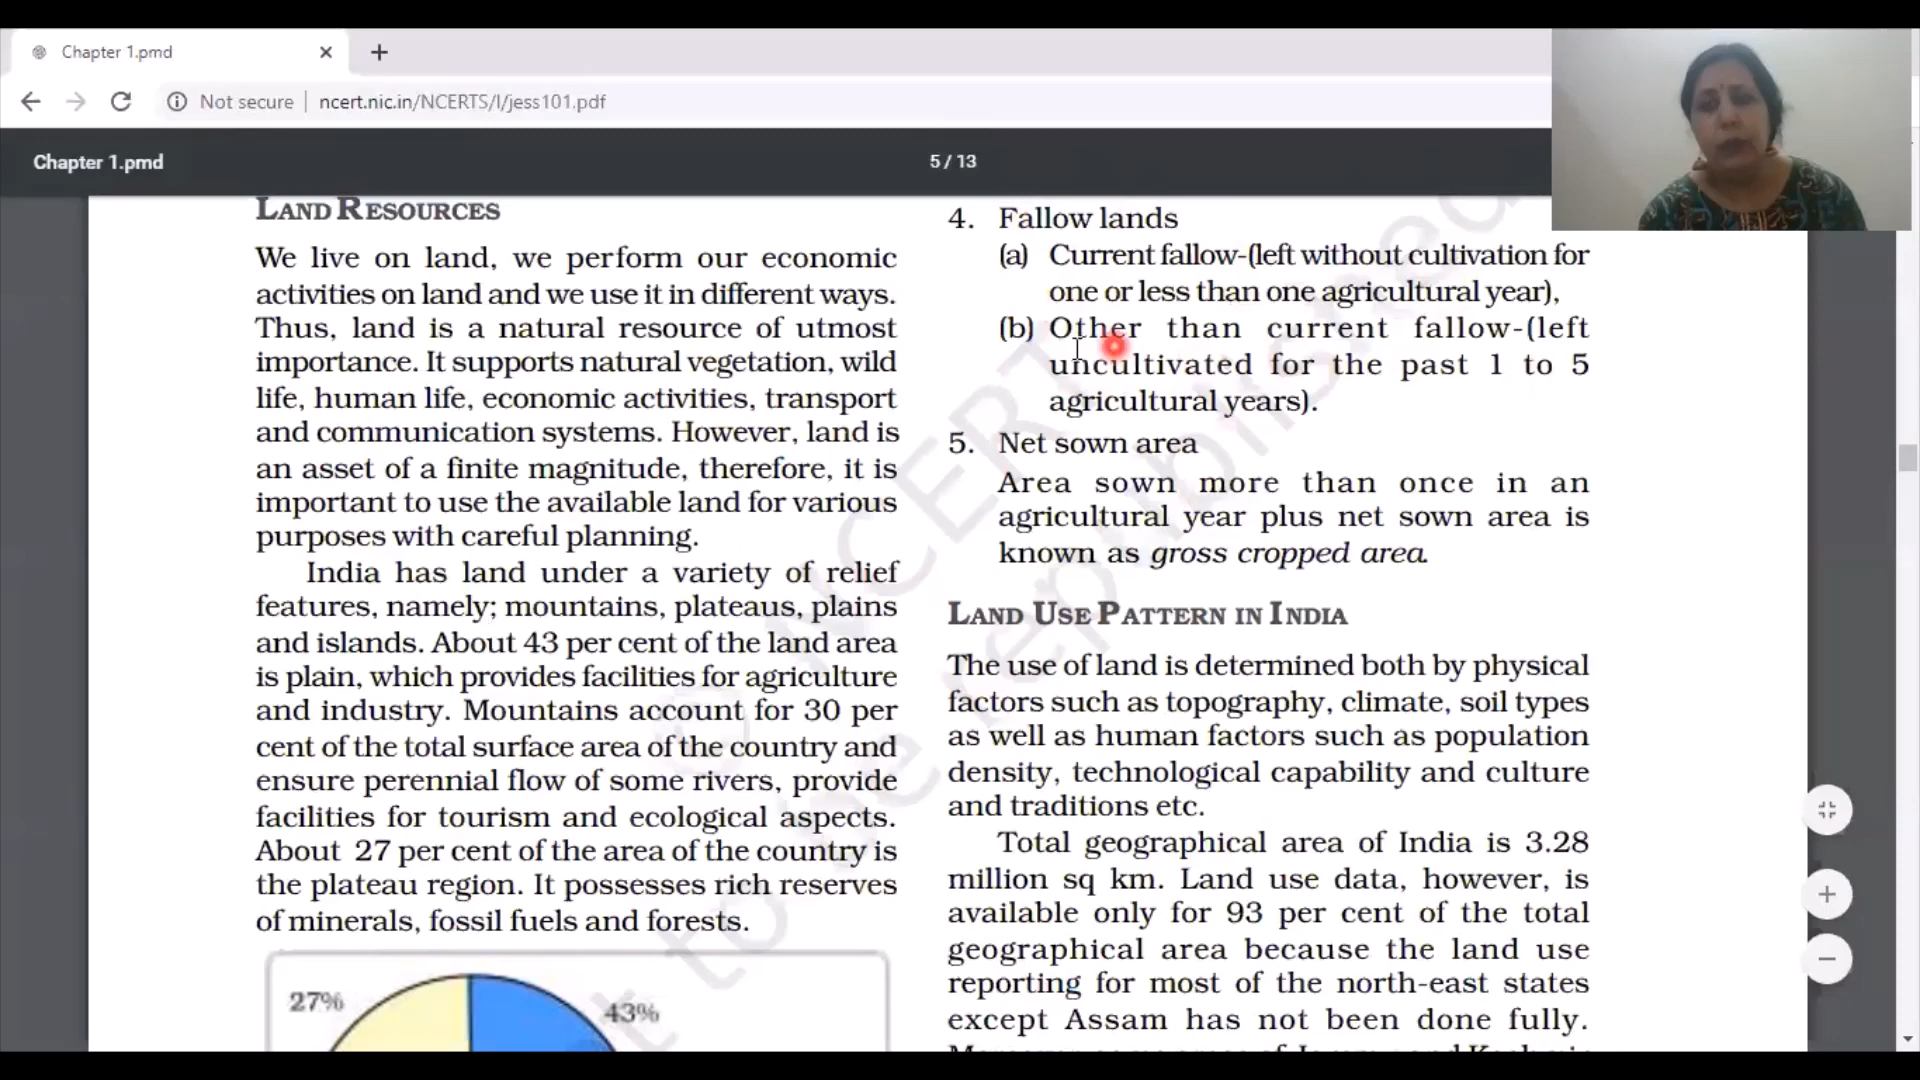 Chapter 1.pmd
Not secure
ncert.nic.in/NCERTS/l/jess101.pdf
Chapter 1.pmd
5 / 13
LAND RESOURCES
We live on land, we perform our economic
activities on land and we use it in different ways.
Thus, land is a natural resource of utmost
importance. It supports natural vegetation, wild
life, human life, economic activities, transport
and communication systems. However, land is
an asset of a finite magnitude, therefore, it is
important to use the available land for various
purposes with careful planning.
India has land under a variety of relief
features, namely; mountains, plateaus, plains
and islands. About 43 per cent of the land area
is plain, which provides facilities for agriculture
and industry. Mountains account for 30 per
cent of the total surface area of the country and
ensure perennial flow of some rivers, provide
facilities for tourism and ecological aspects.
About 27 per cent of the area of the country is
the plateau region. It possesses rich reserves
of minerals, fossil fuels and forests.
27%
43%
4. Fallow lands
(a) Current fallow-(left without cultivation for
one or less than one agricultural year),
(b) Other than current fallow-(left
uncultivated for the past 1 to 5
agricultural years).
5. Net sown area
Area sown more than once in an
agricultural year plus net sown area is
known as gross cropped area.
LAND USE PATTERN IN INDIA
The use of land is determined both by physical
factors such as topography, climate, soil types
as well as human factors such as population
density, technological capability and culture
and traditions etc.
Total geographical area of India is 3.28
million sq km. Land use data, however, is
available only for 93 per cent of the total
geographical area because the land use
reporting for most of the north-east states
except Assam has not been done fully.
© NCERT
be republished